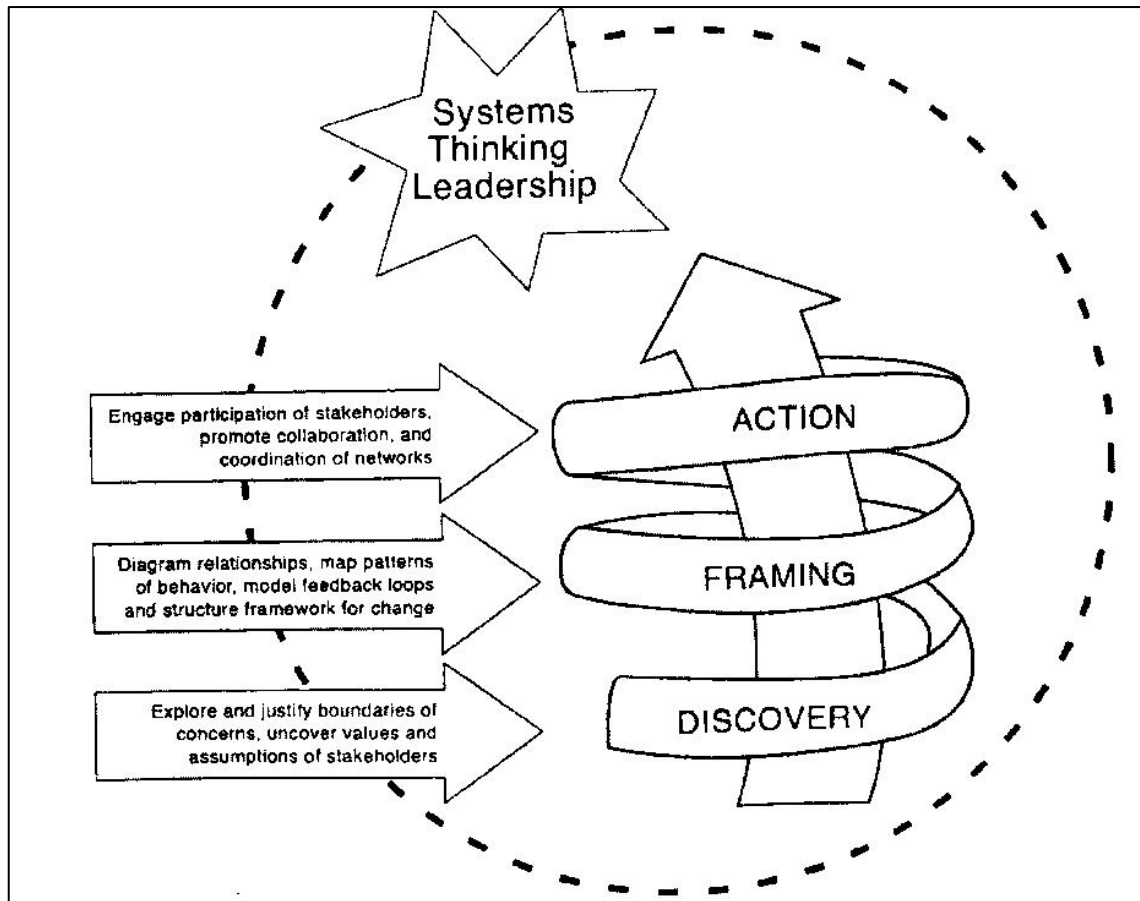 Systems
Thinking
Leadership
Engage participation of stakeholders,
promote collaboration, and
coordination of networks
ACTION
Diagram relationships, map patterns
of behavior, model feedback loops
and structure framework for change
FRAMING
Explore and justify boundaries of
concerns, uncover values and
assumptions of stakeholders
DISCOVERY